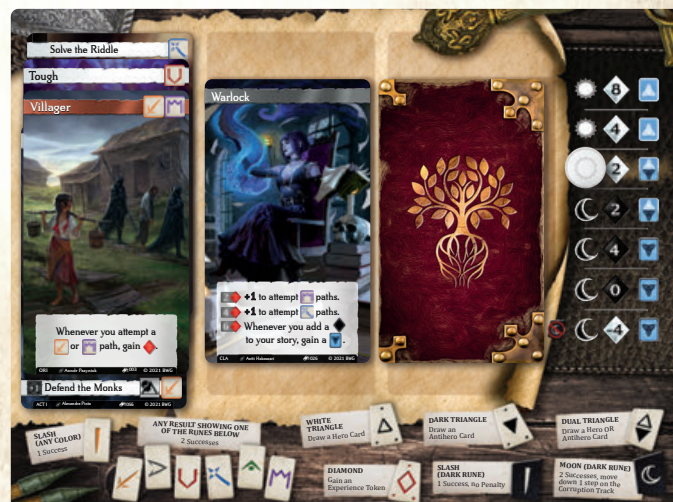 Solve the Riddle
Tough
Villager
Whenever you attempt a
or path, gain .
ORI
© 2021 BWG
Defend the Monks
ACT I
© 2021 BWG
Warlock
+1 to attempt paths.
+1 to attempt paths.
Whenever you add a
to your story, gain a .
CLA
026 © 2021 BWG
8
4
2
2
4
0
-4
SLASH
(ANY COLOR)
1 Success
ANY RESULT SHOWING ONE
OF THE RUNES BELOW
2 Successes
WHITE
TRIANGLE
Draw a Hero Card
DARK TRIANGLE
Draw an
Antihero Card
DUAL TRIANGLE
Draw a Hero OR
Antihero Card
DIAMOND
Gain an
Experience Token
SLASH
(DARK RUNE)
1 Success, no Penalty
MOON (DARK RUNE)
2 Successes, move
down 1 step on the
Corruption Track